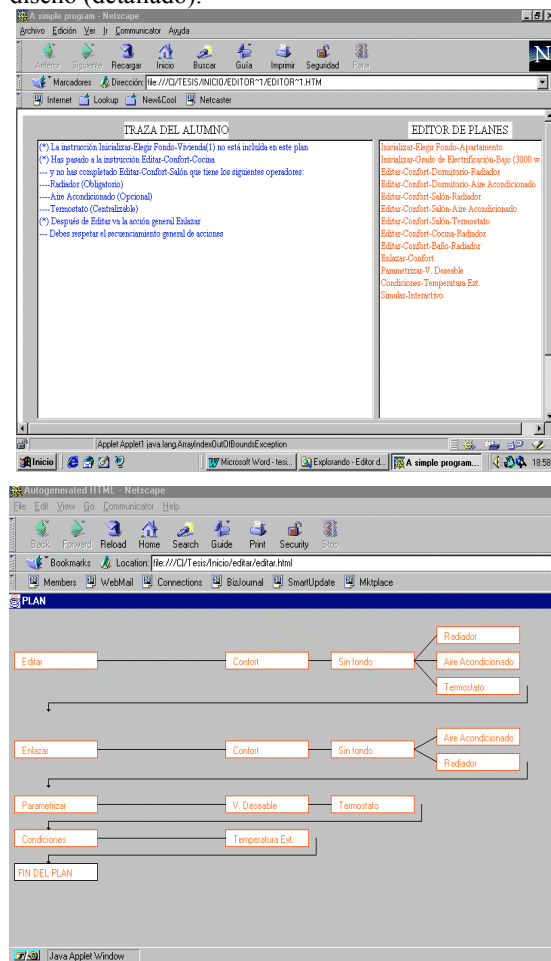 diseño (detallado).
A simple program - Netscape
Archivo Edición Ver Ir Communicator Ayuda
Anterior Siguiente Recargar Inicio Buscar Guía Imprimir Seguridad Parar
N
Marcadores Dirección: file:///C|/TESIS/INICIO/EDITOR~1/EDITOR~1.HTM
Internet Lookup New&Cool Netcaster
TRAZA DEL ALUMNO
(*) La instrucción Inicializar-Elegir Fondo-Vivienda(1) no está incluída en este plan
(*) Has pasado a la instrucción Editar-Confort-Cocina
--- y no has completado Editar-Confort-Salón que tiene los siguientes operadores:
----Radiador (Obligatorio)
----Aire Acondicionado (Opcional)
----Termostato (Centralizable)
(*) Después de Editar va la acción general Enlazar
--- Debes respetar el secuenciamiento general de acciones
EDITOR DE PLANES
Inicializar-Elegir Fondo-Apartamento
Inicializar-Grado de Electrificación-Bajo (3000 w.
Editar-Confort-Dormitorio-Radiador
Editar-Confort-Dormitorio-Aire Acondicionado
Editar-Confort-Salón-Radiador
Editar-Confort-Salón-Aire Acondicionado
Editar-Confort-Salón-Termostato
Editar-Confort-Cocina-Radiador
Editar-Confort-Baño-Radiador
Enlazar-Confort
Parametrizar-V. Deseable
Condiciones-Temperatura Ext.
Simular-Interactivo
Applet Applet1 java.lang.ArrayIndexOutOfBoundsException
Inicio Microsoft Word - tesi... Explorando - Editor d... A simple program... 18:58
Autogenerated HTML - Netscape
File Edit View Go Communicator Help
Back Forward Reload Home Search Guide Print Security Stop
Bookmarks Location: file:///C|/Tesis/Inicio/editar/editar.html
Members WebMail Connections BizJournal SmartUpdate Mktplace
PLAN
Radiador
Editar Confort Sin fondo Aire Acondicionado
Termostato
Aire Acondicionado
Enlazar Confort Sin fondo
Radiador
Parametrizar V. Deseable Termostato
Condiciones Temperatura Ext.
FIN DEL PLAN
Java Applet Window